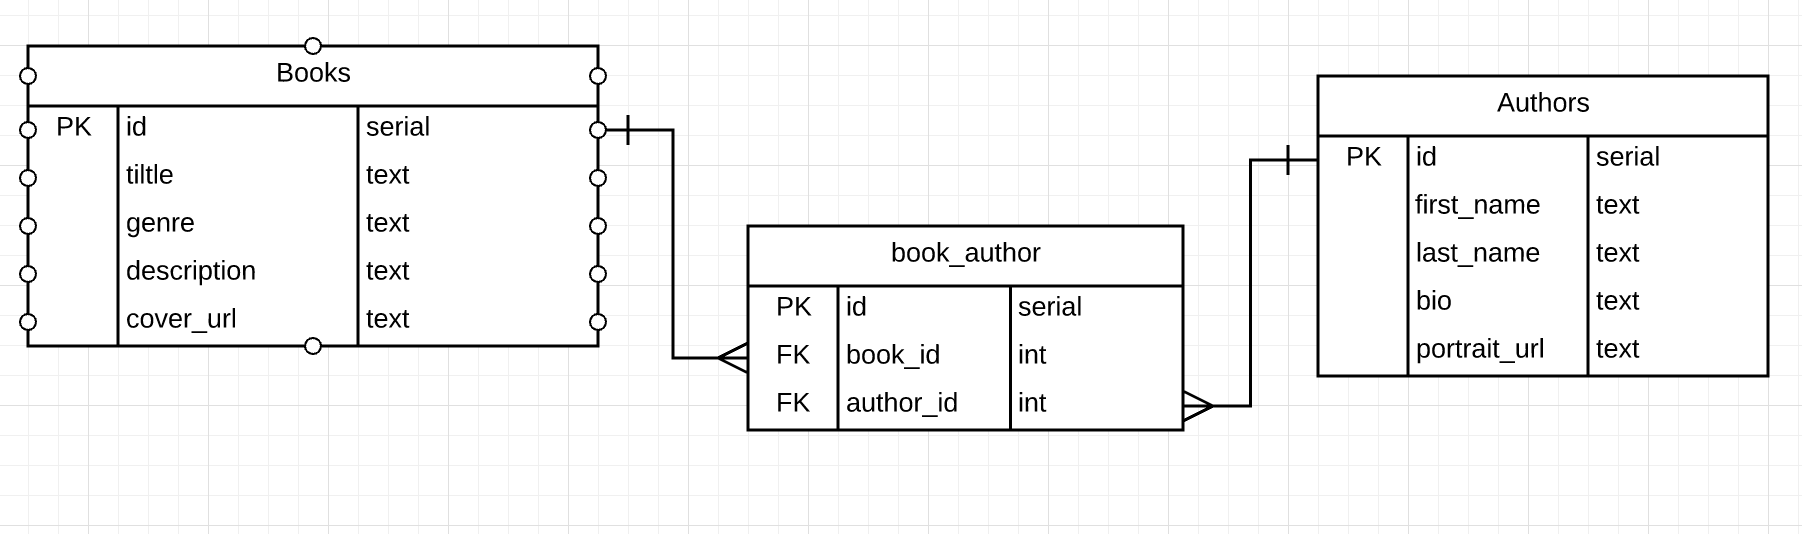 Books
PK id serial
tiltle text
genre text
description text
cover_url text
book_author
PK id serial
FK book_id int
FK author_id int
Authors
PK id serial
first_name text
last_name text
bio text
portrait_url text